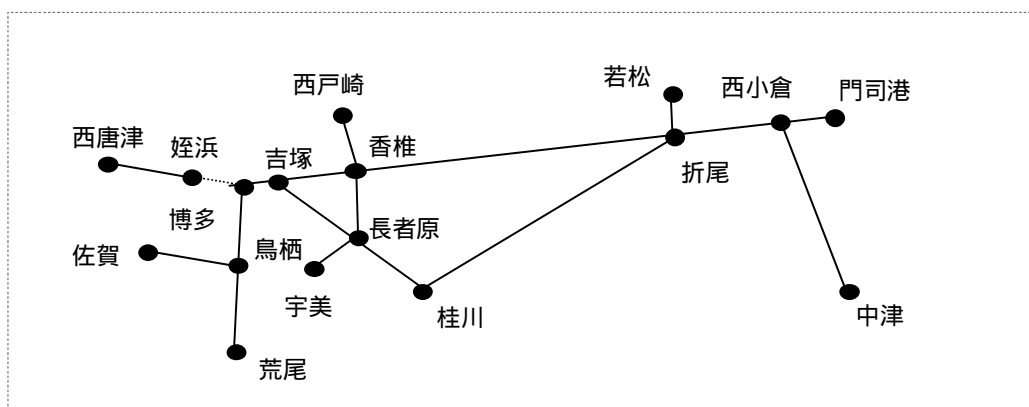 若松
西戸崎
西小倉
門司港
西唐津
姪浜
吉塚
香椎
折尾
博多
長者原
佐賀
鳥栖
宇美
桂川
中津
荒尾